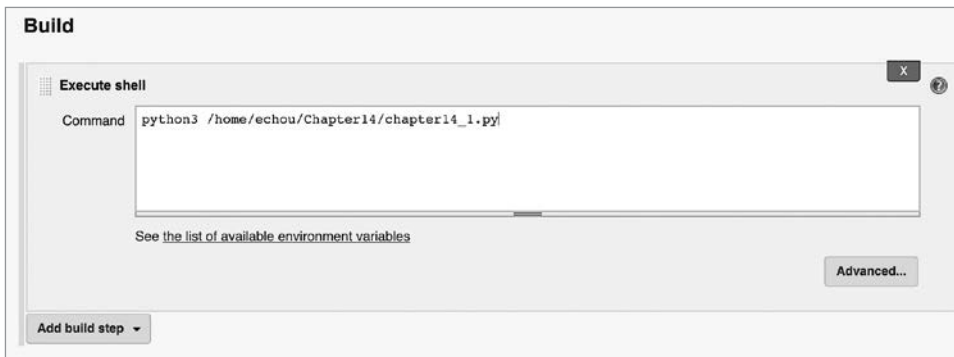 Build
X
Execute shell
?
Command
python3 /home/echou/Chapter14/chapter14_1.py
See the list of available environment variables
Advanced...
Add build step